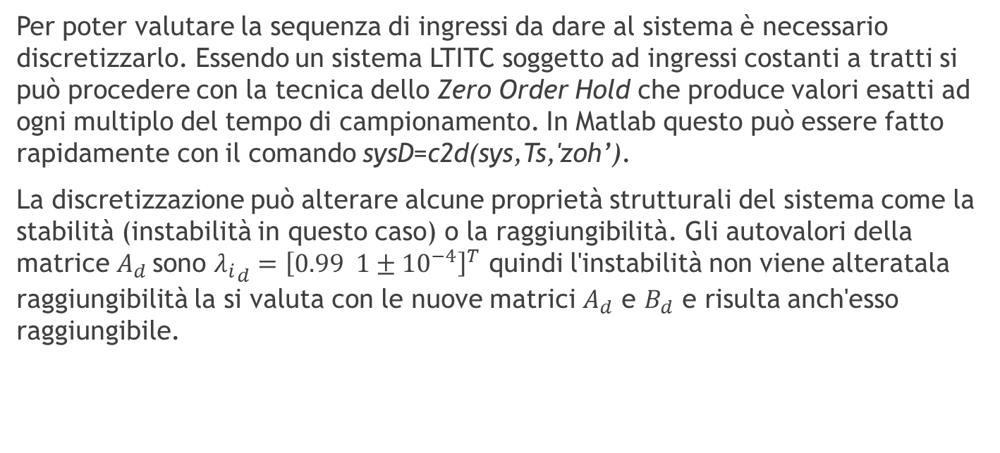 Per poter valutare la sequenza di ingressi da dare al sistema è necessario
discretizzarlo. Essendo un sistema LTITC soggetto ad ingressi costanti a tratti si
può procedere con la tecnica dello Zero Order Hold che produce valori esatti ad
ogni multiplo del tempo di campionamento. In Matlab questo può essere fatto
rapidamente con il comando sysD=c2d(sys,Ts,'zoh’).
La discretizzazione può alterare alcune proprietà strutturali del sistema come la
stabilità (instabilità in questo caso) o la raggiungibilità. Gli autovalori della
matrice $A_d$ sono $\lambda_{i_d} = [0.99 \; 1 \pm 10^{-4}]^T$ quindi l'instabilità non viene alteratala
raggiungibilità la si valuta con le nuove matrici $A_d$ e $B_d$ e risulta anch'esso
raggiungibile.